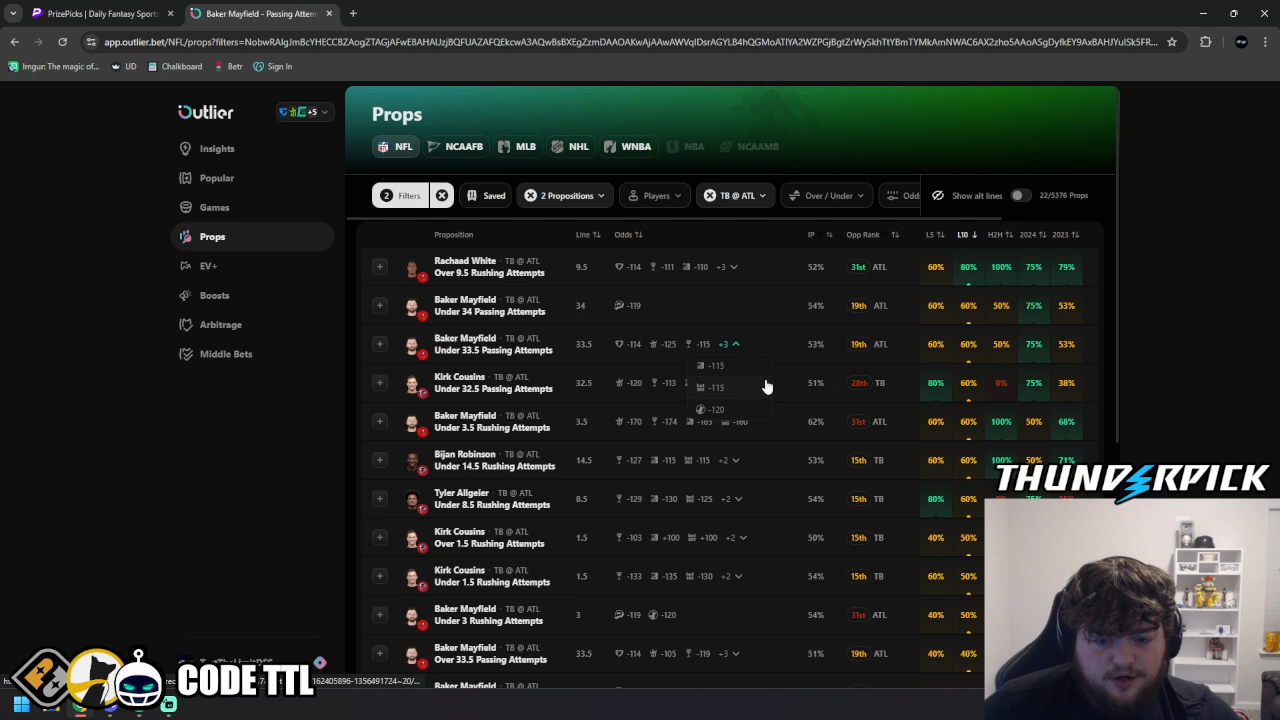 PrizePicks | Daily Fantasy Sport
Baker Mayfield - Passing Attem
Imgur: The magic of...
UD
Chalkboard
Betr
Sign In
Outlier
+5
Insights
Popular
Games
Props
EV+
Boosts
Arbitrage
Middle Bets
Props
NFL NCAAFB MLB NHL WNBA NBA NCAAMB
2 Filters Saved 2 Propositions Players TB @ ATL Over / Under Odds Show alt lines 22/5376 Props
Proposition Line Odds IP Opp Rank L5 L10 H2H 2024 2023
Rachaad White TB @ ATL
Over 9.5 Rushing Attempts 9.5 -114 -111 -110 +3 52% 31st ATL 60% 80% 100% 75% 79%
Baker Mayfield TB @ ATL
Under 34 Passing Attempts 34 -119 54% 19th ATL 60% 60% 50% 75% 53%
Baker Mayfield TB @ ATL
Under 33.5 Passing Attempts 33.5 -114 -125 -115 +3 53% 19th ATL 60% 60% 50% 75% 53%
-115
-115
-120
Kirk Cousins TB @ ATL
Under 32.5 Passing Attempts 32.5 -120 -113 51% 28th TB 80% 60% 0% 75% 38%
Baker Mayfield TB @ ATL
Under 3.5 Rushing Attempts 3.5 -170 -174 -165 -160 62% 31st ATL 60% 60% 100% 50% 68%
Bijan Robinson TB @ ATL
Under 14.5 Rushing Attempts 14.5 -127 -115 -115 +2 53% 15th TB 60% 60% 100% 50% 71%
Tyler Allgeier TB @ ATL
Under 8.5 Rushing Attempts 8.5 -129 -130 -125 +2 54% 15th TB 80% 60%
Kirk Cousins TB @ ATL
Over 1.5 Rushing Attempts 1.5 -103 +100 +100 +2 50% 15th TB 40% 50%
Kirk Cousins TB @ ATL
Under 1.5 Rushing Attempts 1.5 -133 -135 -130 +2 54% 15th TB 60% 50%
Baker Mayfield TB @ ATL
Under 3 Rushing Attempts 3 -119 -120 54% 31st ATL 40% 50%
Baker Mayfield TB @ ATL
Over 33.5 Passing Attempts 33.5 -114 -105 -119 +3 51% 19th ATL 40% 40%
Baker Mayfield
THUNDERPICK
CODE TTL